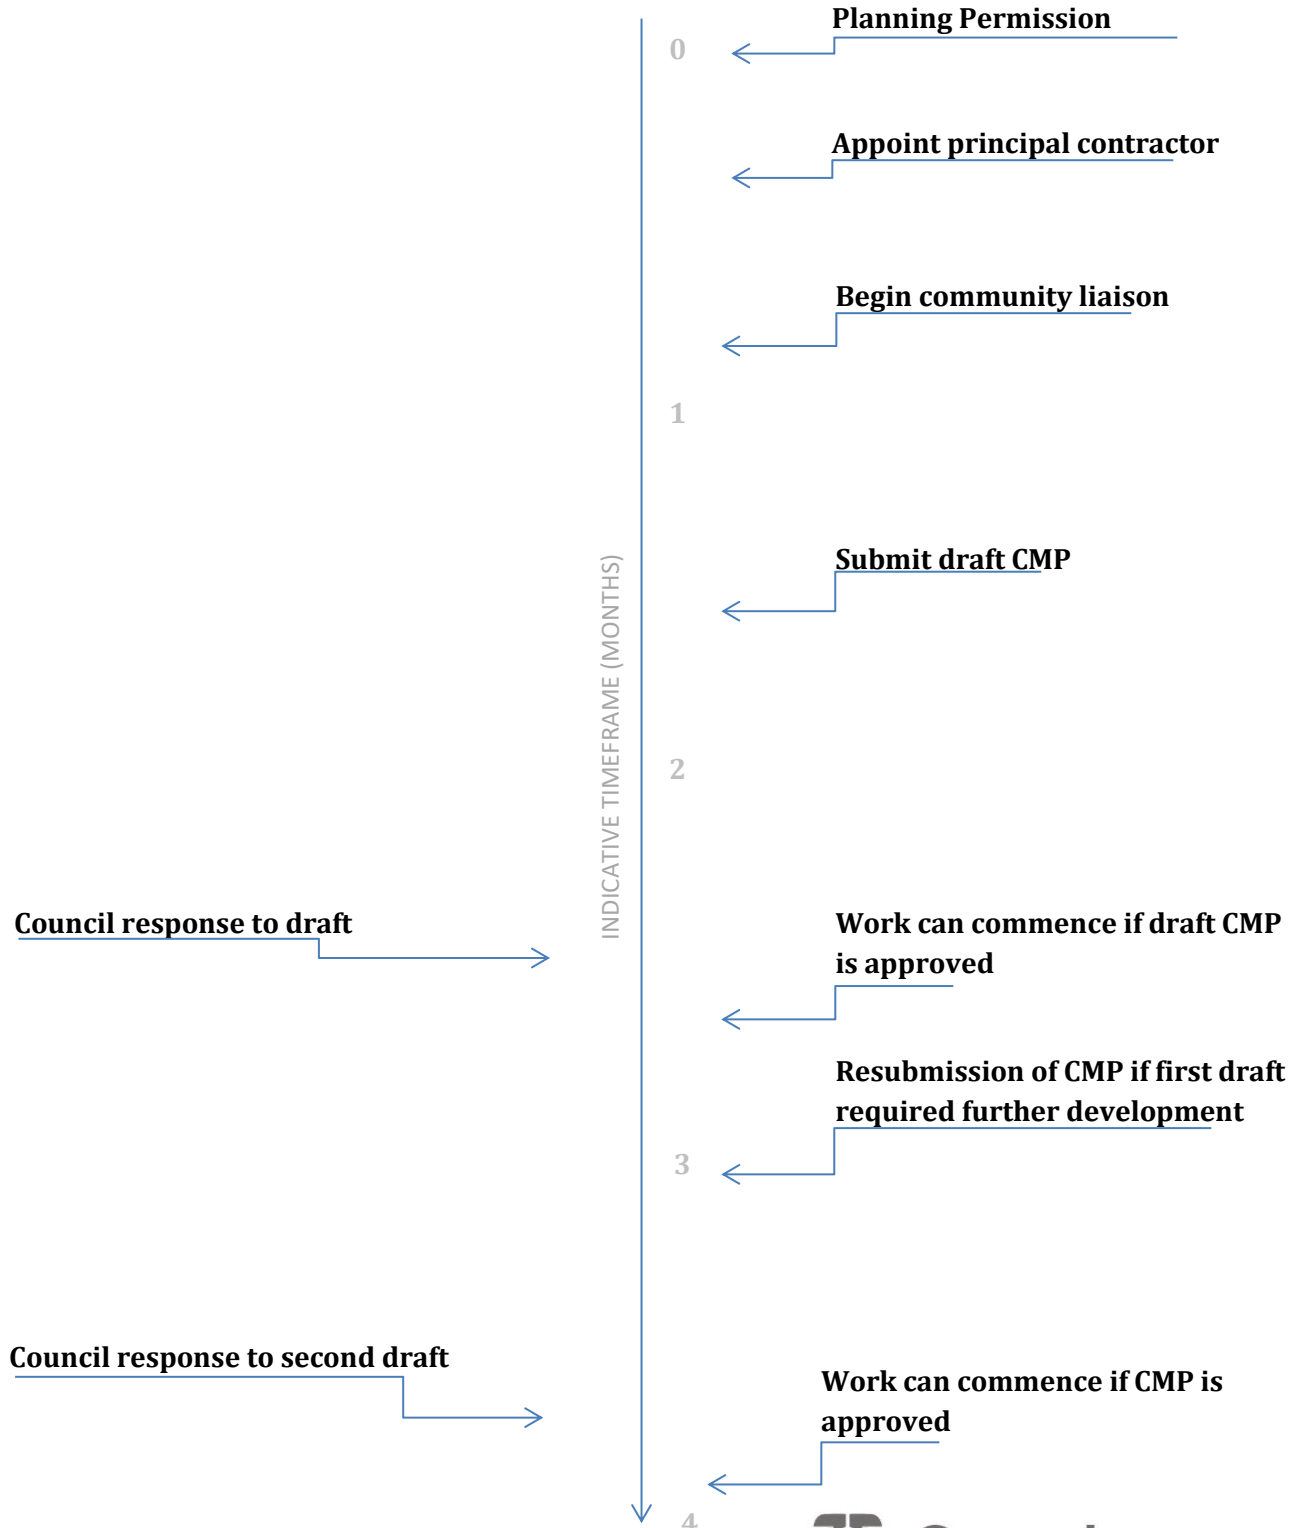 Planning Permission
0
Appoint principal contractor
Begin community liaison
1
Submit draft CMP
INDICATIVE TIMEFRAME (MONTHS)
2
Council response to draft
Work can commence if draft CMP
is approved
Resubmission of CMP if first draft
required further development
3
Council response to second draft
Work can commence if CMP is
approved
4